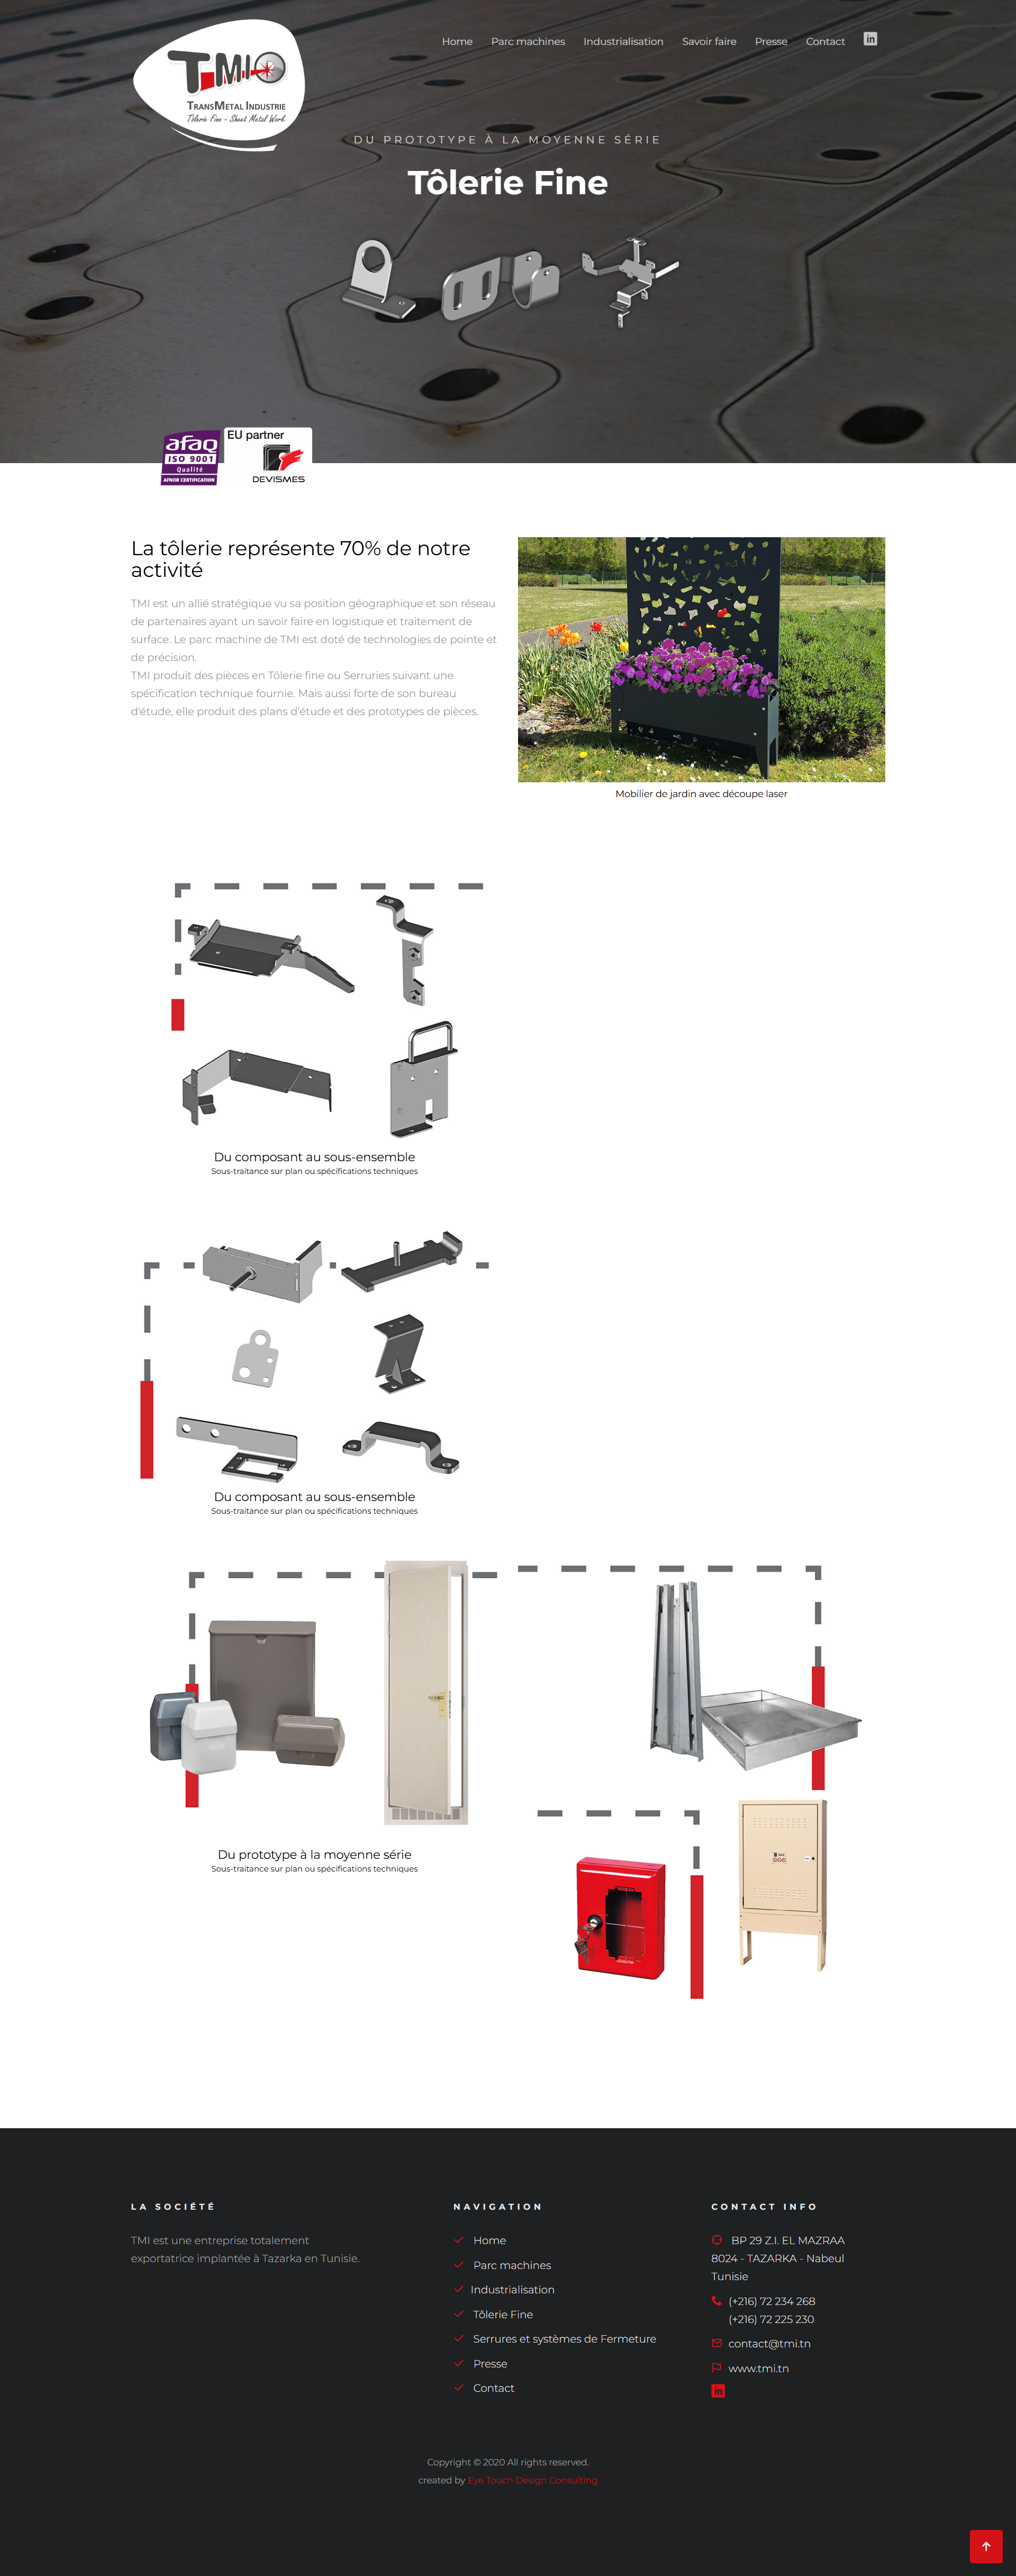 TMI
TRANSMETAL INDUSTRIE
Tôlerie Fine - Sheet Metal Work
Home Parc machines Industrialisation Savoir faire Presse Contact in
DU PROTOTYPE À LA MOYENNE SÉRIE
Tôlerie Fine
afaq
ISO 9001
Qualité
AFNOR CERTIFICATION
EU partner
DEVISMES
La tôlerie représente 70% de notre
activité
TMI est un allié stratégique vu sa position géographique et son réseau
de partenaires ayant un savoir faire en logistique et traitement de
surface. Le parc machine de TMI est doté de technologies de pointe et
de précision.
TMI produit des pièces en Tôlerie fine ou Serruries suivant une
spécification technique fournie. Mais aussi forte de son bureau
d'étude, elle produit des plans d'étude et des prototypes de pièces.
Mobilier de jardin avec découpe laser
Du composant au sous-ensemble
Sous-traitance sur plan ou spécifications techniques
Du composant au sous-ensemble
Sous-traitance sur plan ou spécifications techniques
Du prototype à la moyenne série
Sous-traitance sur plan ou spécifications techniques
LA SOCIÉTÉ
TMI est une entreprise totalement
exportatrice implantée à Tazarka en Tunisie.
NAVIGATION
Home
Parc machines
Industrialisation
Tôlerie Fine
Serrures et systèmes de Fermeture
Presse
Contact
CONTACT INFO
BP 29 Z.I. EL MAZRAA
8024 - TAZARKA - Nabeul
Tunisie
(+216) 72 234 268
(+216) 72 225 230
contact@tmi.tn
www.tmi.tn
in
Copyright © 2020 All rights reserved.
created by Eye Touch Design Consulting